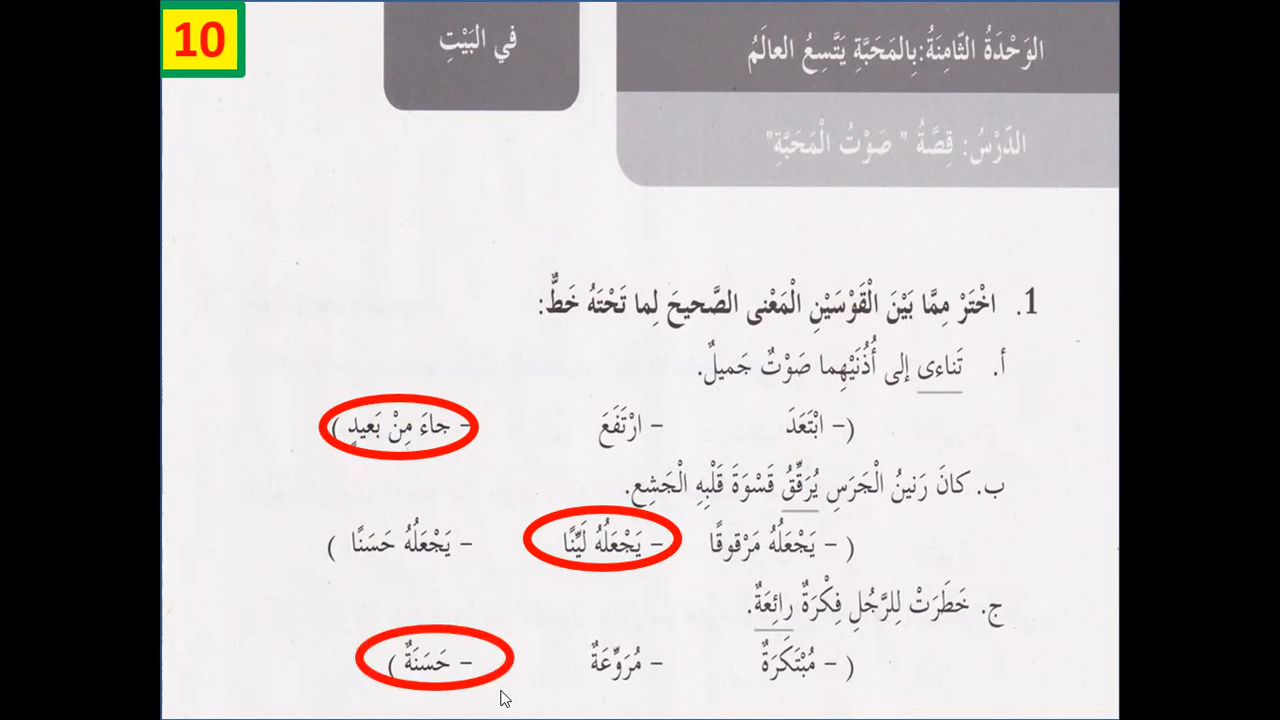 10
الوَحْدَةُ الثّامِنَةُ:بِالمَحَبَّةِ يَتَّسِعُ العالَمُ
في البَيْتِ
الدَّرْسُ: قِصَّةُ " صَوْتُ الْمَحَبَّةِ"
1. اخْتَرْ مِمَّا بَيْنَ الْقَوْسَيْنِ الْمَعْنى الصَّحيحَ لِما تَحْتَهُ خَطٌّ:
أ. تَناءى إلى أُذُنَيْهِما صَوْتٌ جَميلٌ.
(- ابْتَعَدَ - ارْتَفَعَ - جاءَ مِنْ بَعيدٍ )
ب. كانَ رَنينُ الْجَرَسِ يُرَقِّقُ قَسْوَةَ قَلْبِهِ الْجَشِعِ.
( - يَجْعَلُهُ مَرْقوقًا - يَجْعَلُهُ لَيِّنًا - يَجْعَلُهُ حَسَنًا )
ج. خَطَرَتْ لِلرَّجُلِ فِكْرَةٌ رائِعَةٌ.
( - مُبْتَكَرَةٌ - مُرَوِّعَةٌ - حَسَنَةٌ )